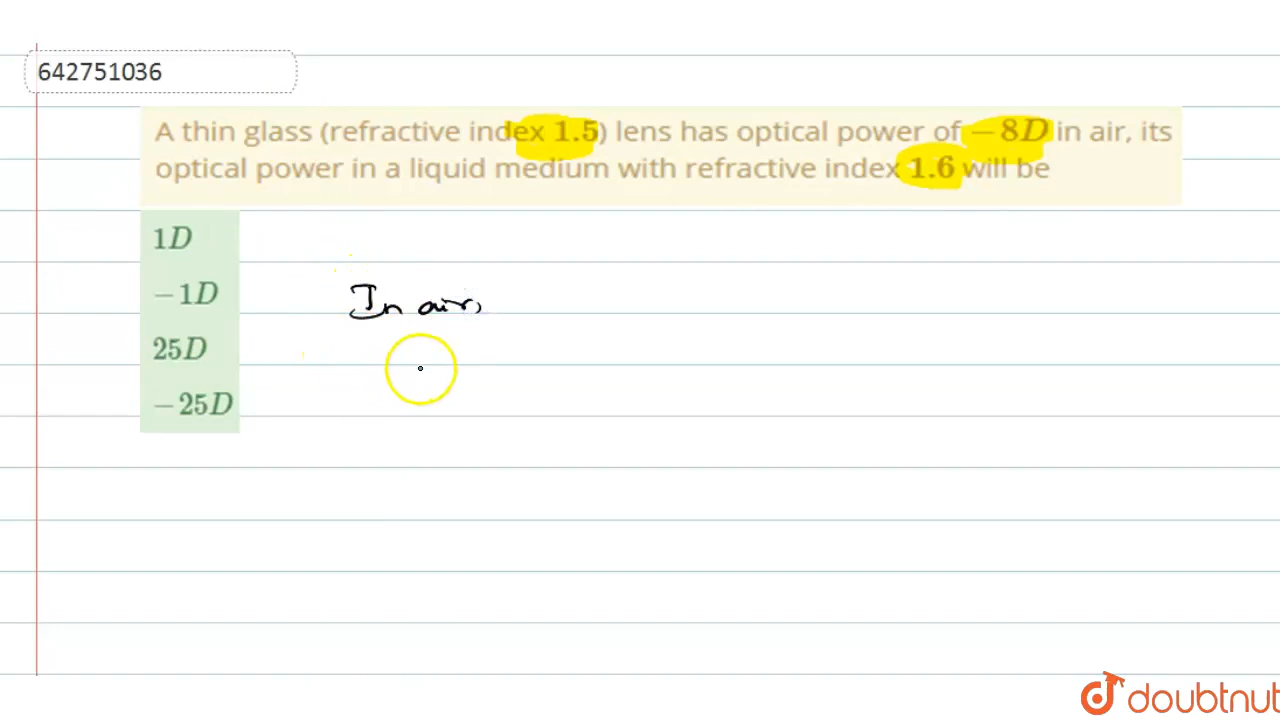 642751036
A thin glass (refractive index 1.5) lens has optical power of −8D in air, its
optical power in a liquid medium with refractive index 1.6 will be
1D
−1D
25D
−25D
In air,
doubtnut